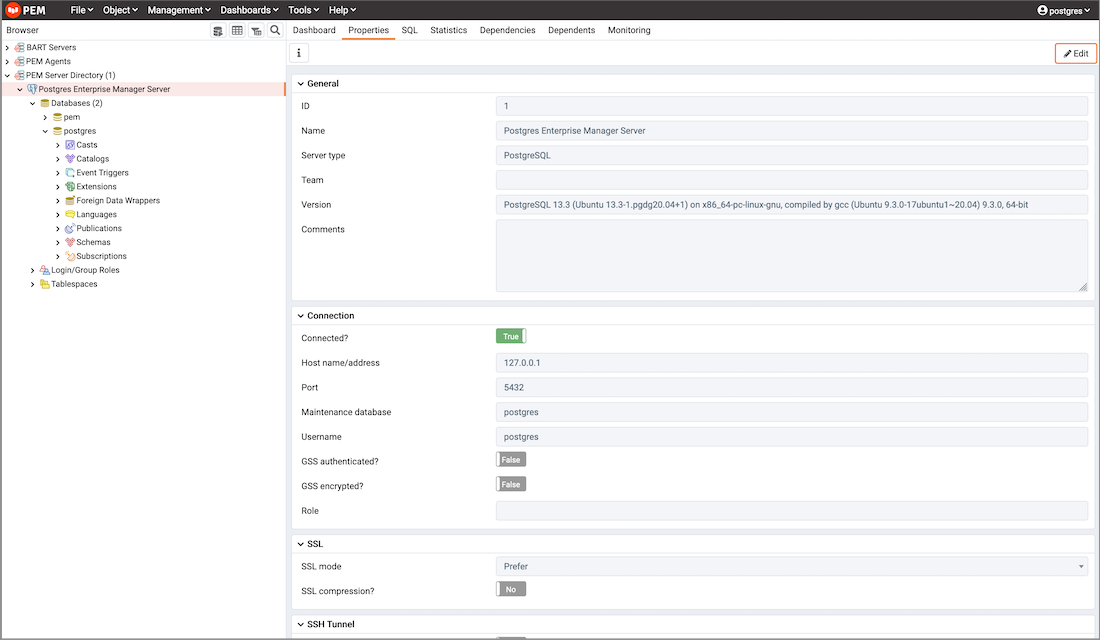 PEM File Object Management Dashboards Tools Help postgres
Browser
Dashboard Properties SQL Statistics Dependencies Dependents Monitoring
BART Servers
PEM Agents
PEM Server Directory (1)
Postgres Enterprise Manager Server
Databases (2)
pem
postgres
Casts
Catalogs
Event Triggers
Extensions
Foreign Data Wrappers
Languages
Publications
Schemas
Subscriptions
Login/Group Roles
Tablespaces
i
Edit
General
ID 1
Name Postgres Enterprise Manager Server
Server type PostgreSQL
Team
Version PostgreSQL 13.3 (Ubuntu 13.3-1.pgdg20.04+1) on x86_64-pc-linux-gnu, compiled by gcc (Ubuntu 9.3.0-17ubuntu1~20.04) 9.3.0, 64-bit
Comments
Connection
Connected? True
Host name/address 127.0.0.1
Port 5432
Maintenance database postgres
Username postgres
GSS authenticated? False
GSS encrypted? False
Role
SSL
SSL mode Prefer
SSL compression? No
SSH Tunnel